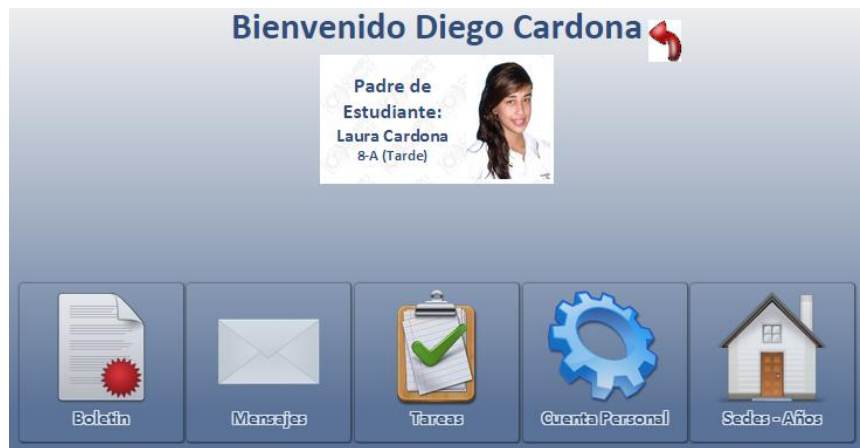 Bienvenido Diego Cardona
Padre de
Estudiante:
Laura Cardona
8-A (Tarde)
Boletin
Mensajes
Tareas
Cuenta Personal
Sedes - Años